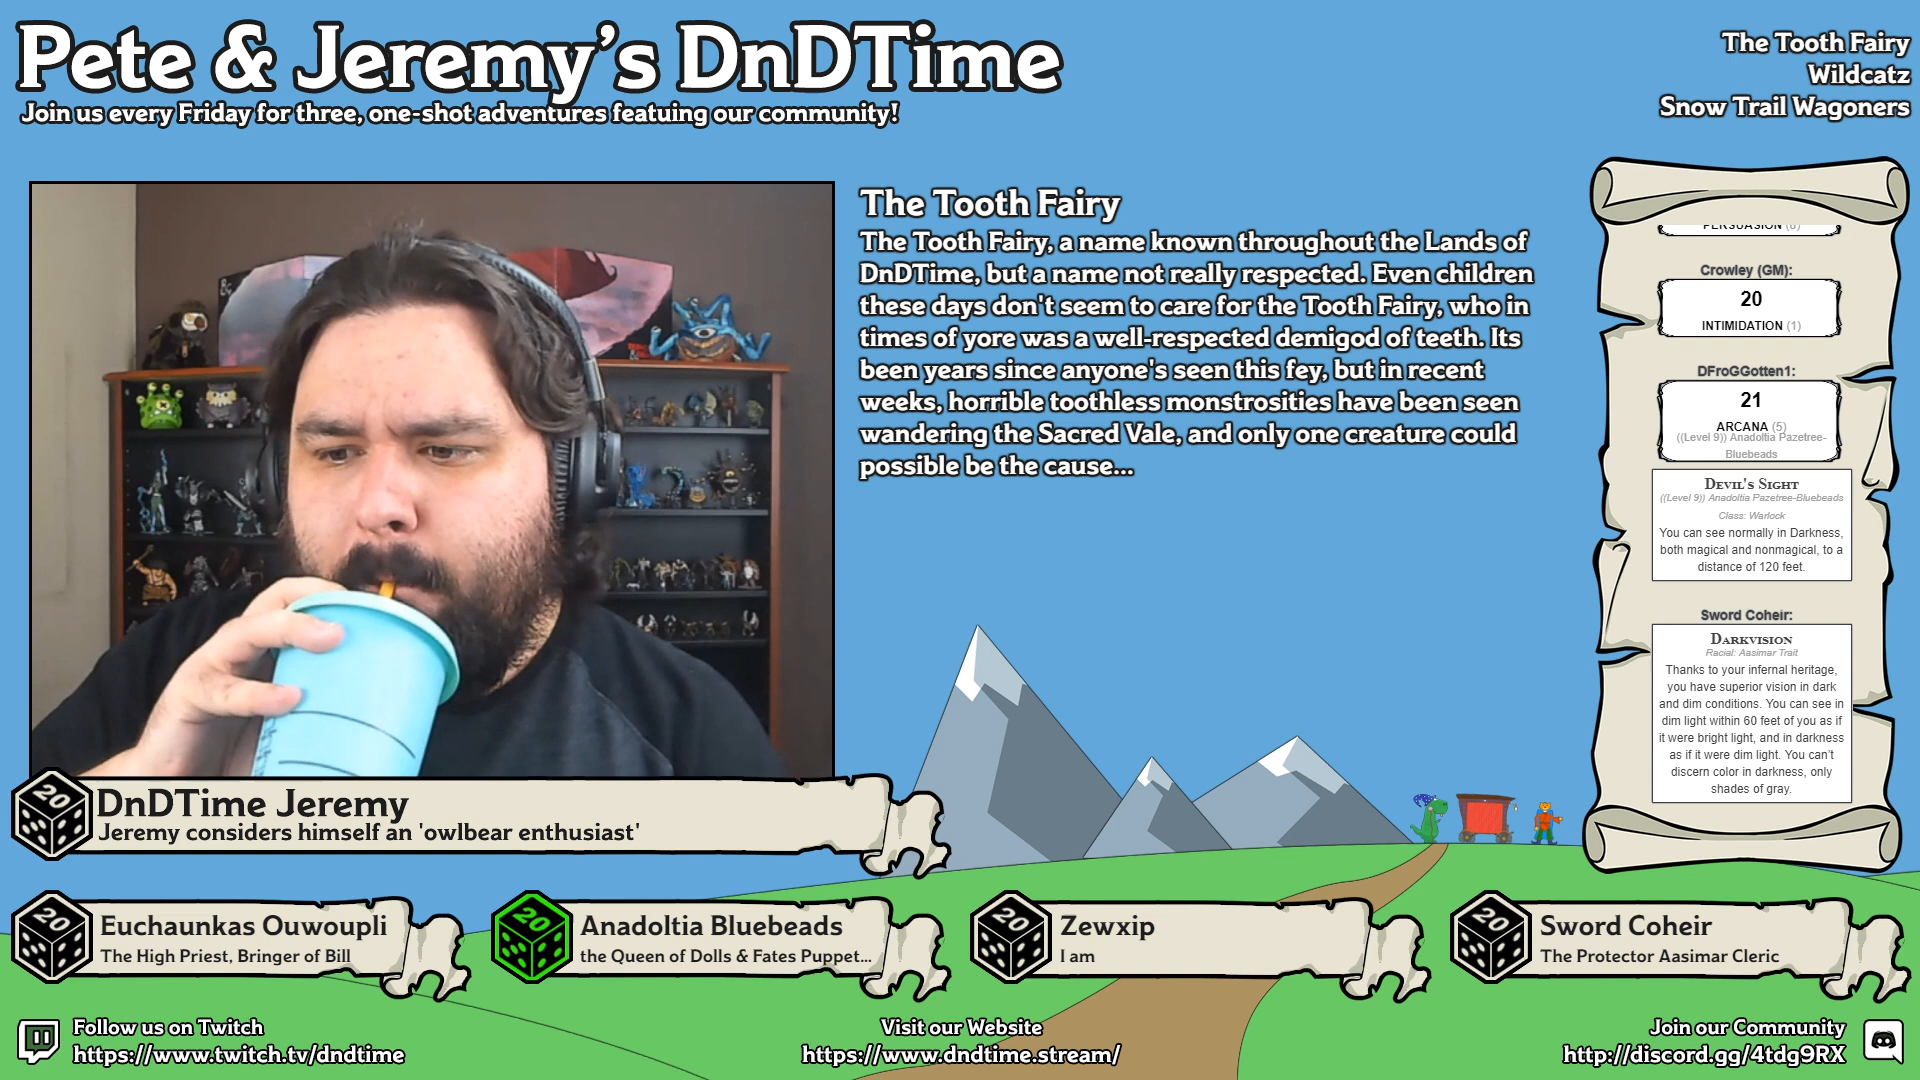 Pete & Jeremy's DnDTime
Join us every Friday for three, one-shot adventures featuing our community!
The Tooth Fairy
Wildcatz
Snow Trail Wagoners
The Tooth Fairy
The Tooth Fairy, a name known throughout the Lands of
DnDTime, but a name not really respected. Even children
these days don't seem to care for the Tooth Fairy, who in
times of yore was a well-respected demigod of teeth. Its
been years since anyone's seen this fey, but in recent
weeks, horrible toothless monstrosities have been seen
wandering the Sacred Vale, and only one creature could
possible be the cause...
PERSUASION (8)
Crowley (GM):
20
INTIMIDATION (1)
DFroGGotten1:
21
ARCANA (5)
((Level 9)) Anadoltia Pazetree-
Bluebeads
Devil's Sight
((Level 9)) Anadoltia Pazetree-Bluebeads
Class: Warlock
You can see normally in Darkness,
both magical and nonmagical, to a
distance of 120 feet.
Sword Coheir:
Darkvision
Racial: Aasimar Trait
Thanks to your infernal heritage,
you have superior vision in dark
and dim conditions. You can see in
dim light within 60 feet of you as if
it were bright light, and in darkness
as if it were dim light. You can't
discern color in darkness, only
shades of gray.
20
DnDTime Jeremy
Jeremy considers himself an 'owlbear enthusiast'
20
Euchaunkas Ouwoupli
The High Priest, Bringer of Bill
20
Anadoltia Bluebeads
the Queen of Dolls & Fates Puppet...
20
Zewxip
I am
20
Sword Coheir
The Protector Aasimar Cleric
Follow us on Twitch
https://www.twitch.tv/dndtime
Visit our Website
https://www.dndtime.stream/
Join our Community
http://discord.gg/4tdg9RX